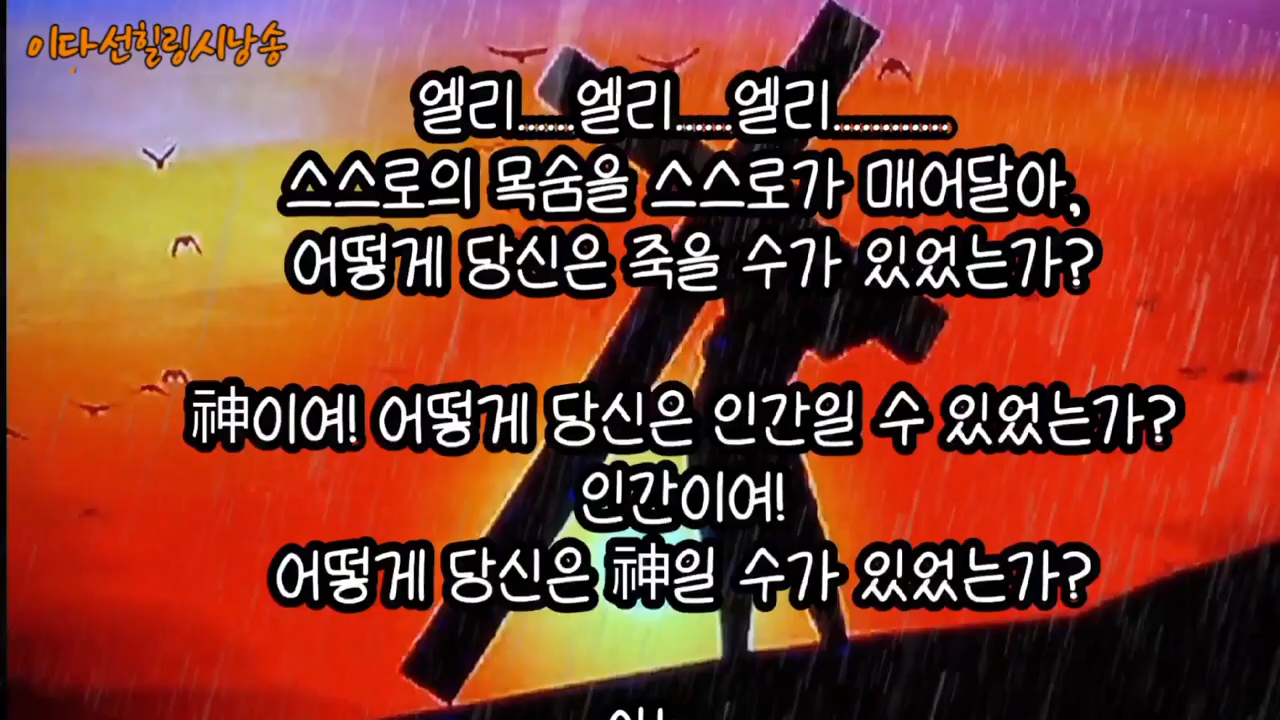 이다선힐링시낭송
엘리......엘리......엘리.............
스스로의 목숨을 스스로가 매어달아,
어떻게 당신은 죽을 수가 있었는가?
神이여! 어떻게 당신은 인간일 수 있었는가?
인간이여!
어떻게 당신은 神일 수가 있었는가?